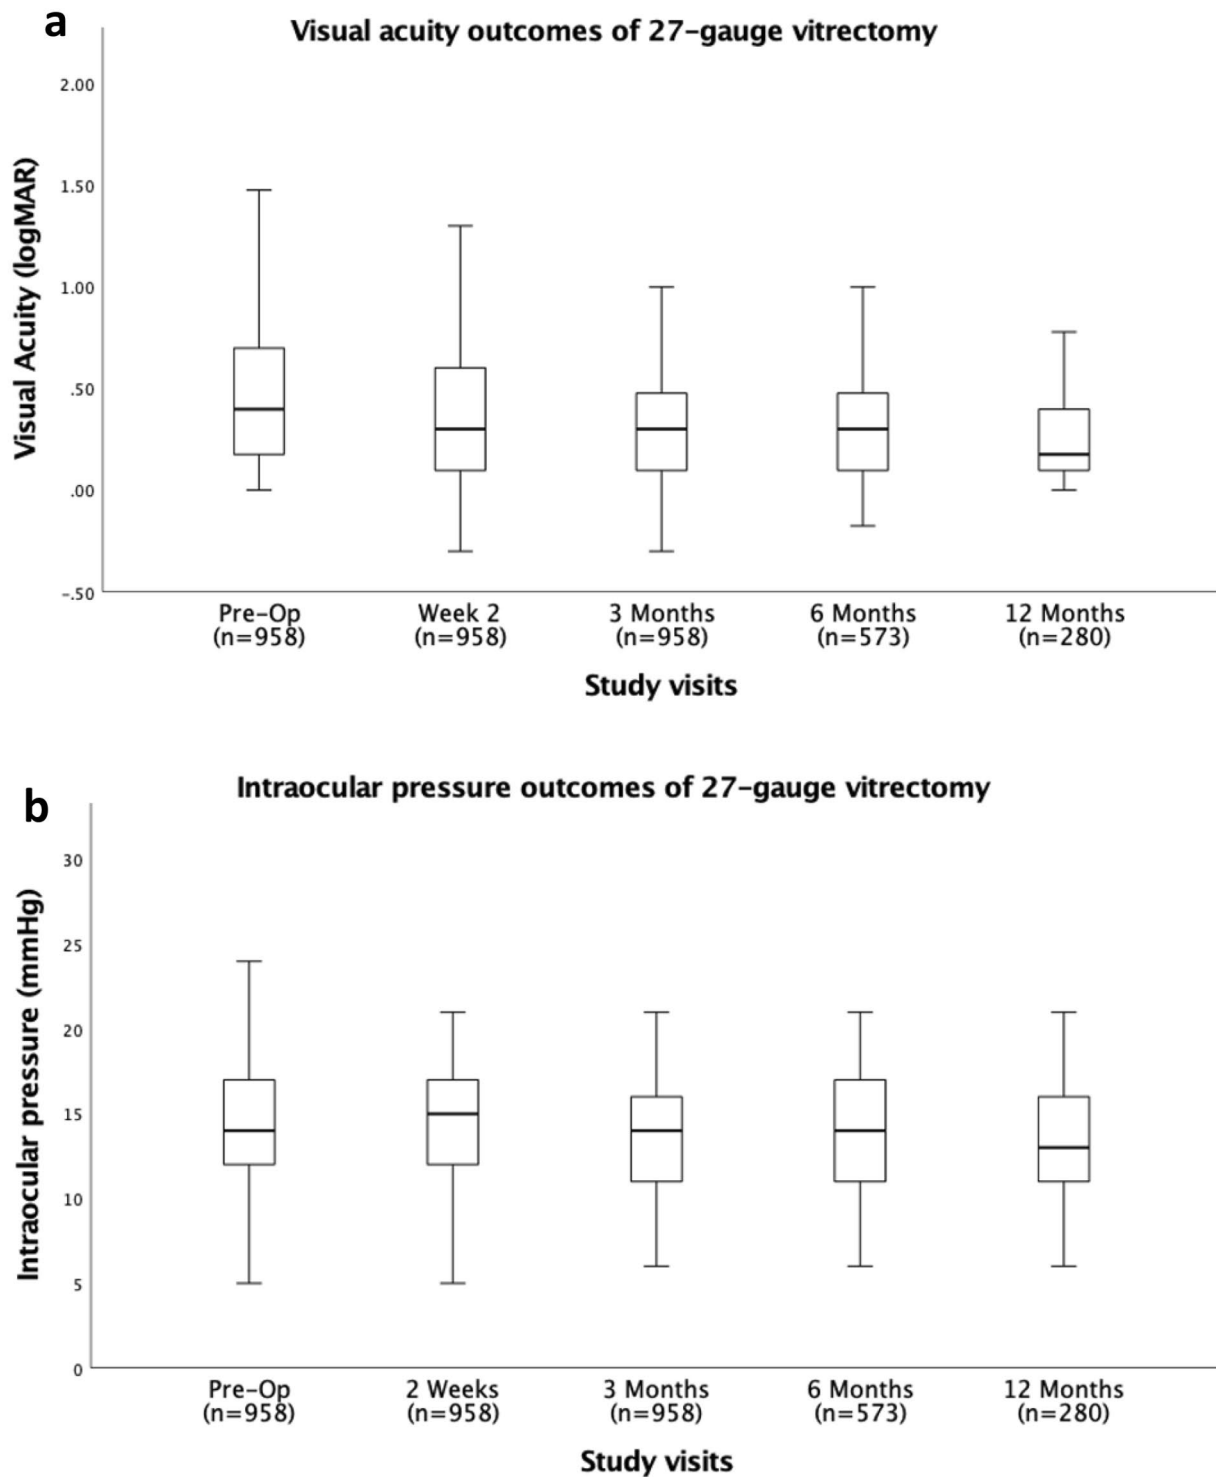 a
Visual acuity outcomes of 27-gauge vitrectomy
Visual Acuity (logMAR)
2.00
1.50
1.00
.50
.00
-.50
Pre-Op Week 2 3 Months 6 Months 12 Months
(n=958) (n=958) (n=958) (n=573) (n=280)
Study visits
b
Intraocular pressure outcomes of 27-gauge vitrectomy
Intraocular pressure (mmHg)
30
25
20
15
10
5
0
Pre-Op 2 Weeks 3 Months 6 Months 12 Months
(n=958) (n=958) (n=958) (n=573) (n=280)
Study visits